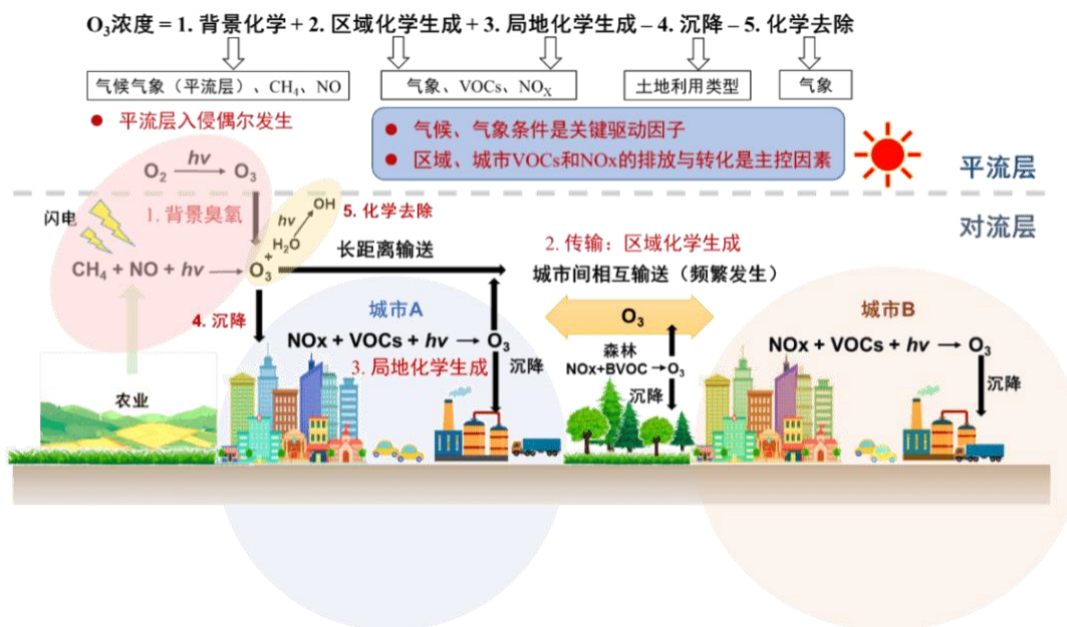 O₃浓度 = 1. 背景化学 + 2. 区域化学生成 + 3. 局地化学生成 – 4. 沉降 – 5. 化学去除
气候气象（平流层）、CH₄、NO
气象、VOCs、NOX
土地利用类型
气象
● 平流层入侵偶尔发生
● 气候、气象条件是关键驱动因子
● 区域、城市VOCs和NOx的排放与转化是主控因素
平流层
对流层
O₂ hv → O₃
闪电
1. 背景臭氧
CH₄ + NO + hv → O₃
+
H₂O
hv
OH
5. 化学去除
长距离输送
2. 传输：区域化学生成
城市间相互输送（频繁发生）
O₃
4. 沉降
城市A
NOx + VOCs + hv → O₃
3. 局地化学生成
沉降
森林
NOx+BVOC →O₃
沉降
城市B
NOx + VOCs + hv → O₃
沉降
农业